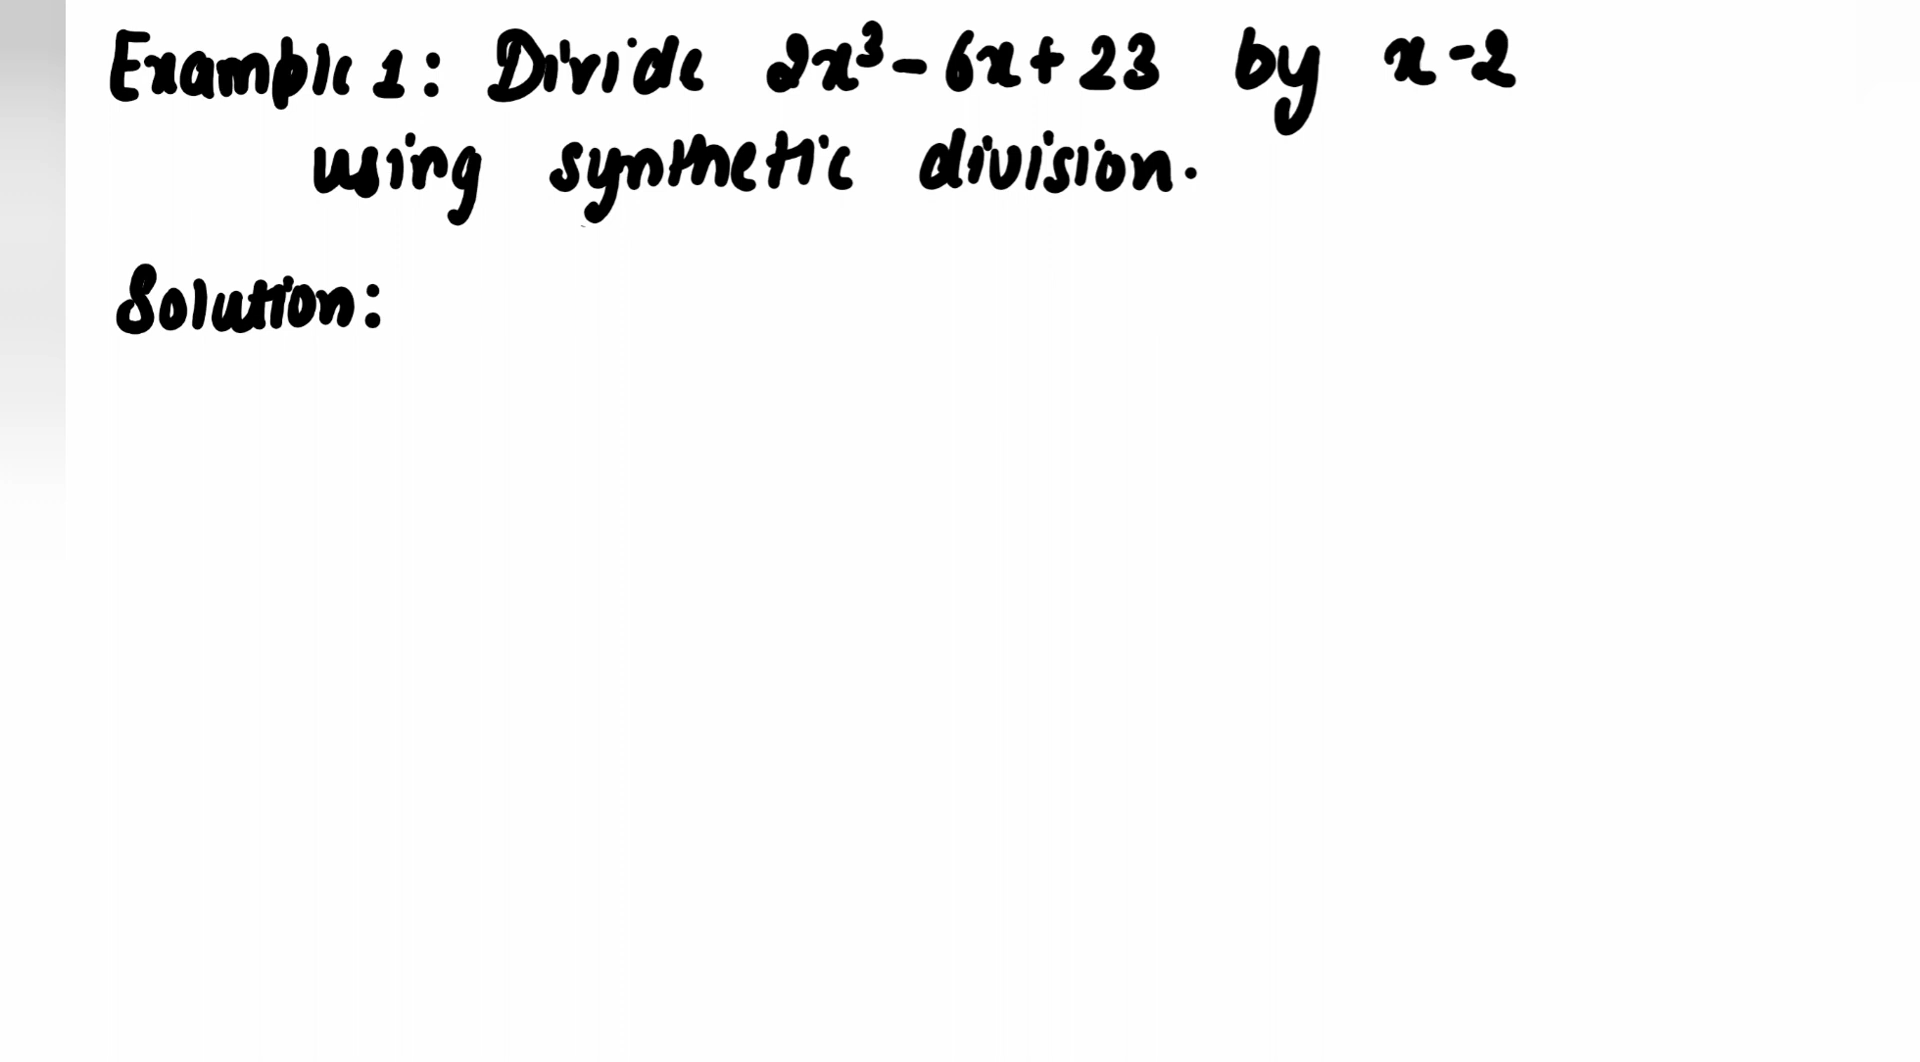 Example 1: Divide 2x³ - 6x + 23 by x - 2
using synthetic division.
Solution: